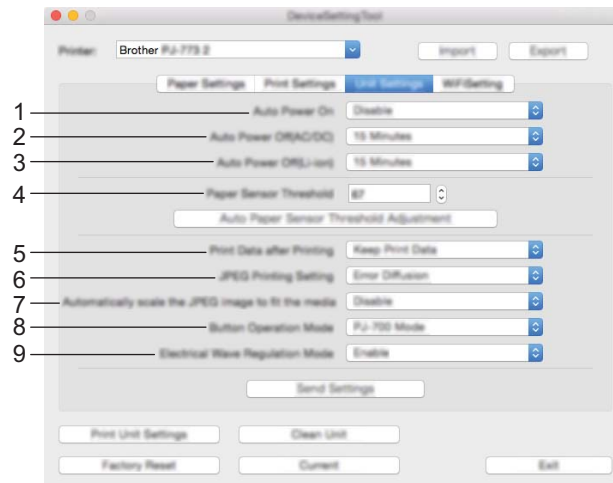 DeviceSettingTool
Printer: Brother PJ-773 2 Import Export
Paper Settings Print Settings Unit Settings WiFiSetting
1 Auto Power On Disable
2 Auto Power Off(AC/DC) 15 Minutes
3 Auto Power Off(Li-ion) 15 Minutes
4 Paper Sensor Threshold 67
Auto Paper Sensor Threshold Adjustment
5 Print Data after Printing Keep Print Data
6 JPEG Printing Setting Error Diffusion
7 Automatically scale the JPEG image to fit the media Disable
8 Button Operation Mode PJ-700 Mode
9 Electrical Wave Regulation Mode Enable
Send Settings
Print Unit Settings Clean Unit
Factory Reset Current Exit